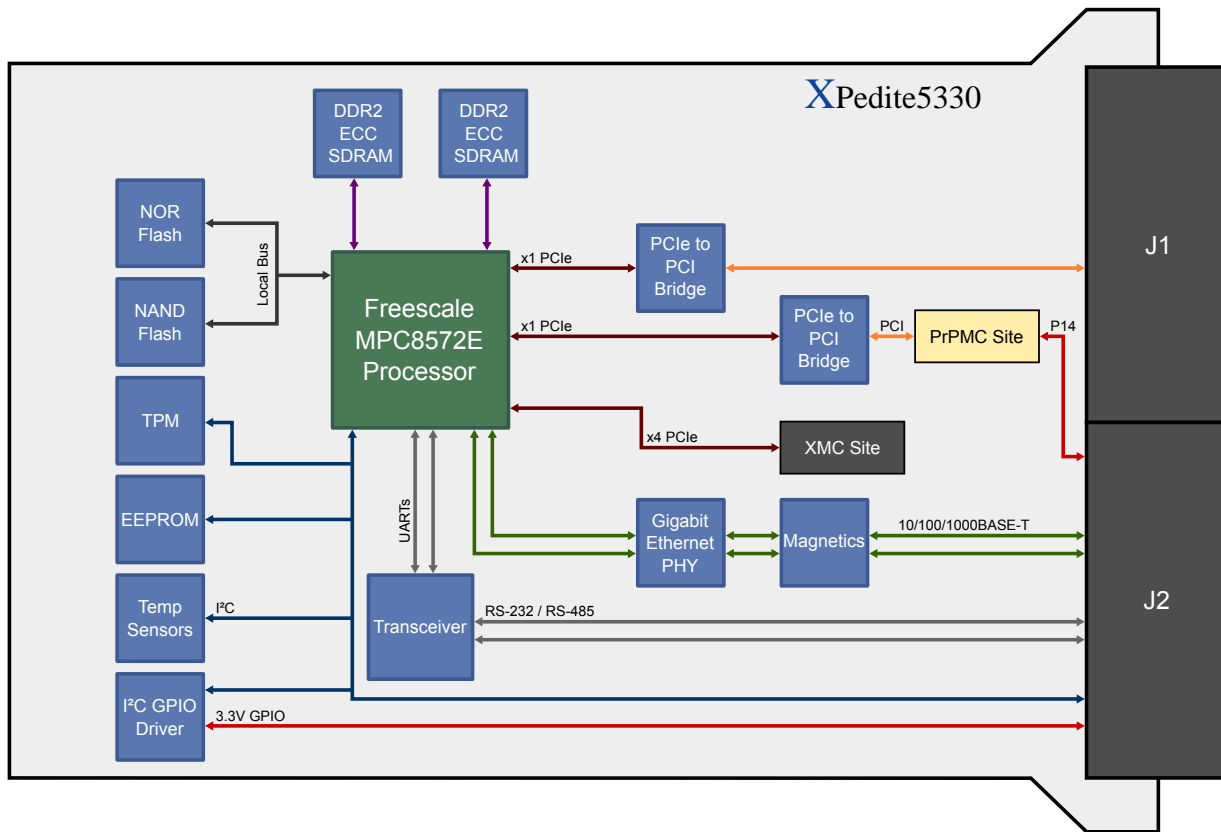 XPedite5330
DDR2
ECC
SDRAM
DDR2
ECC
SDRAM
NOR
Flash
NAND
Flash
Local Bus
Freescale
MPC8572E
Processor
x1 PCIe
PCIe to
PCI
Bridge
J1
x1 PCIe
PCIe to
PCI
Bridge
PCI
PrPMC Site
P14
x4 PCIe
XMC Site
TPM
EEPROM
Temp
Sensors
I²C
I²C GPIO
Driver
3.3V GPIO
UARTs
Transceiver
RS-232 / RS-485
Gigabit
Ethernet
PHY
Magnetics
10/100/1000BASE-T
J2